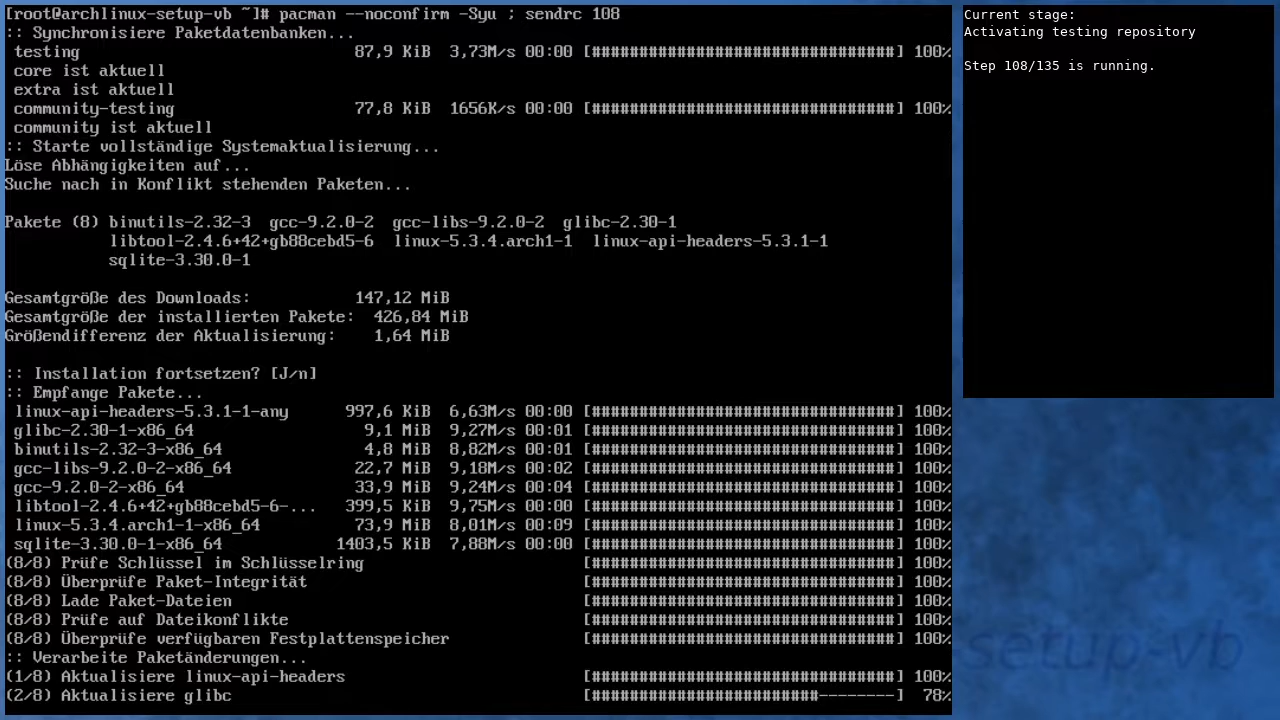 [root@archlinux-setup-vb ~]# pacman --noconfirm -Syu ; sendrc 108
:: Synchronisiere Paketdatenbanken...
testing 87,9 KiB 3,73M/s 00:00 [################################] 100%
core ist aktuell
extra ist aktuell
community-testing 77,8 KiB 1656K/s 00:00 [################################] 100%
community ist aktuell
:: Starte vollständige Systemaktualisierung...
Löse Abhängigkeiten auf...
Suche nach in Konflikt stehenden Paketen...
Pakete (8) binutils-2.32-3 gcc-9.2.0-2 gcc-libs-9.2.0-2 glibc-2.30-1
libtool-2.4.6+42+gb88cebd5-6 linux-5.3.4.arch1-1 linux-api-headers-5.3.1-1
sqlite-3.30.0-1
Gesamtgröße des Downloads: 147,12 MiB
Gesamtgröße der installierten Pakete: 426,84 MiB
Größendifferenz der Aktualisierung: 1,64 MiB
:: Installation fortsetzen? [J/n]
:: Empfange Pakete...
linux-api-headers-5.3.1-1-any 997,6 KiB 6,63M/s 00:00 [################################] 100%
glibc-2.30-1-x86_64 9,1 MiB 9,27M/s 00:01 [################################] 100%
binutils-2.32-3-x86_64 4,8 MiB 8,82M/s 00:01 [################################] 100%
gcc-libs-9.2.0-2-x86_64 22,7 MiB 9,18M/s 00:02 [################################] 100%
gcc-9.2.0-2-x86_64 33,9 MiB 9,24M/s 00:04 [################################] 100%
libtool-2.4.6+42+gb88cebd5-6-... 399,5 KiB 9,75M/s 00:00 [################################] 100%
linux-5.3.4.arch1-1-x86_64 73,9 MiB 8,01M/s 00:09 [################################] 100%
sqlite-3.30.0-1-x86_64 1403,5 KiB 7,88M/s 00:00 [################################] 100%
(8/8) Prüfe Schlüssel im Schlüsselring [################################] 100%
(8/8) Überprüfe Paket-Integrität [################################] 100%
(8/8) Lade Paket-Dateien [################################] 100%
(8/8) Prüfe auf Dateikonflikte [################################] 100%
(8/8) Überprüfe verfügbaren Festplattenspeicher [################################] 100%
:: Verarbeite Paketänderungen...
(1/8) Aktualisiere linux-api-headers [################################] 100%
(2/8) Aktualisiere glibc [########################--------] 78%
Current stage:
Activating testing repository
Step 108/135 is running.
setup-vb